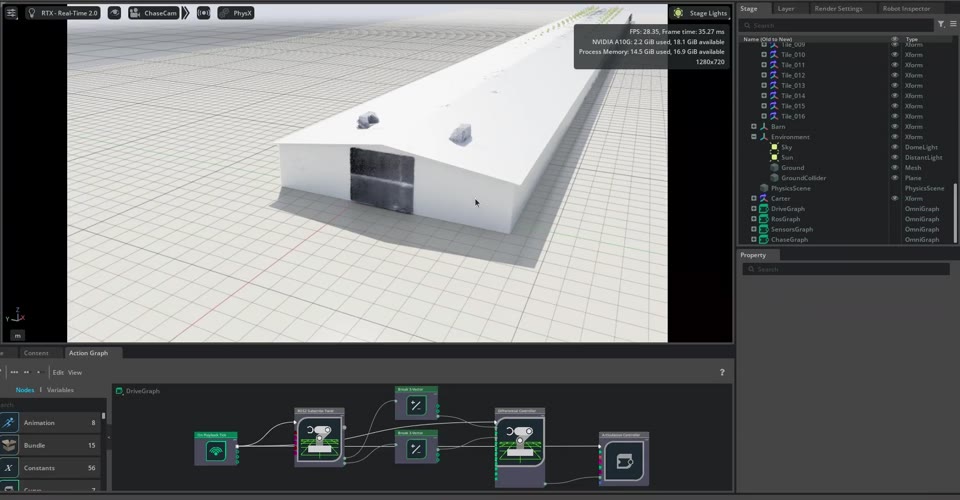 RTX - Real-Time 2.0
ChaseCam
PhysX
Stage Lights
FPS: 28.35, Frame time: 35.27 ms
NVIDIA A10G: 2.2 GiB used, 18.1 GiB available
Process Memory: 14.5 GiB used, 16.9 GiB available
1280x720
Z
Y
X
m
Stage
Layer
Render Settings
Robot Inspector
Search
Name (Old to New)
Type
Tile_009 Xform
Tile_010 Xform
Tile_011 Xform
Tile_012 Xform
Tile_013 Xform
Tile_014 Xform
Tile_015 Xform
Tile_016 Xform
Barn Xform
Environment Xform
Sky DomeLight
Sun DistantLight
Ground Mesh
GroundCollider Plane
PhysicsScene PhysicsScene
Carter Xform
DriveGraph OmniGraph
RosGraph OmniGraph
SensorsGraph OmniGraph
ChaseGraph OmniGraph
Property
Search
Content
Action Graph
Edit View
?
Nodes
Variables
DriveGraph
Animation 8
Bundle 15
Constants 56
On Playback Tick
ROS2 Subscribe Twist
Break 3-Vector
Break 3-Vector
Differential Controller
Articulation Controller